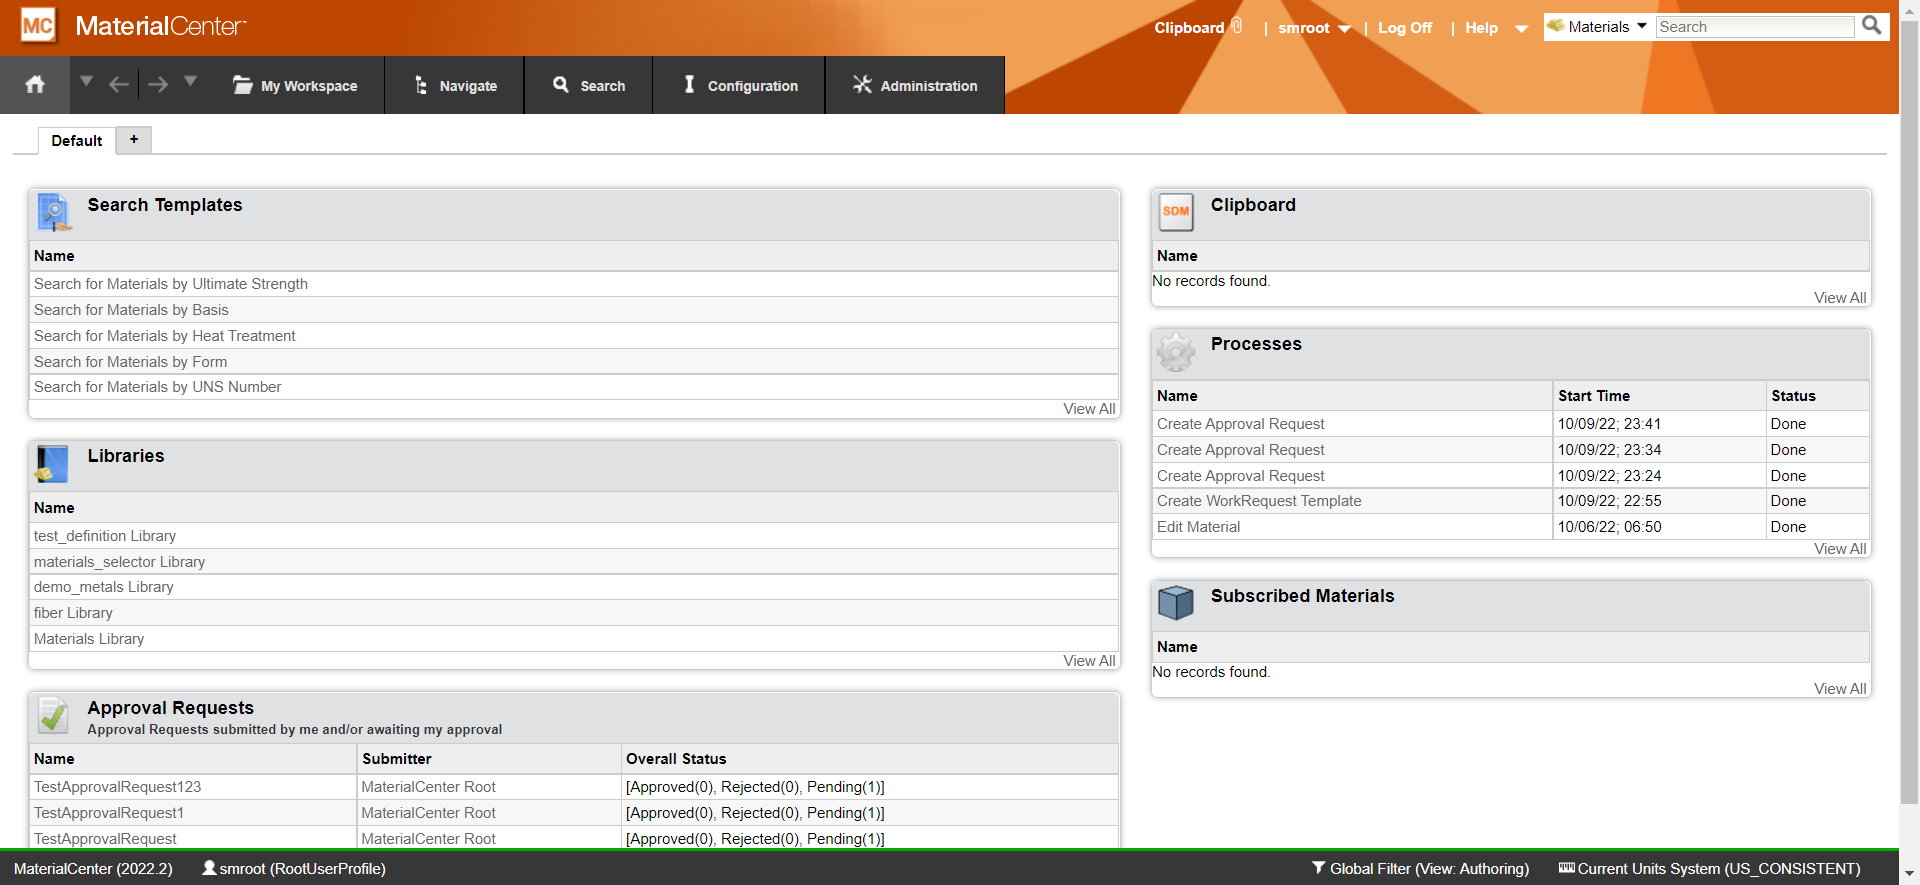 MC MaterialCenter
Clipboard | smroot | Log Off | Help
Materials Search
My Workspace Navigate Search Configuration Administration
Default +
Search Templates
Name
Search for Materials by Ultimate Strength
Search for Materials by Basis
Search for Materials by Heat Treatment
Search for Materials by Form
Search for Materials by UNS Number
View All
Libraries
Name
test_definition Library
materials_selector Library
demo_metals Library
fiber Library
Materials Library
View All
Approval Requests
Approval Requests submitted by me and/or awaiting my approval
Name Submitter Overall Status
TestApprovalRequest123 MaterialCenter Root [Approved(0), Rejected(0), Pending(1)]
TestApprovalRequest1 MaterialCenter Root [Approved(0), Rejected(0), Pending(1)]
TestApprovalRequest MaterialCenter Root [Approved(0), Rejected(0), Pending(1)]
SDM Clipboard
Name
No records found.
View All
Processes
Name Start Time Status
Create Approval Request 10/09/22; 23:41 Done
Create Approval Request 10/09/22; 23:34 Done
Create Approval Request 10/09/22; 23:24 Done
Create WorkRequest Template 10/09/22; 22:55 Done
Edit Material 10/06/22; 06:50 Done
View All
Subscribed Materials
Name
No records found.
View All
MaterialCenter (2022.2) smroot (RootUserProfile) Global Filter (View: Authoring) Current Units System (US_CONSISTENT)